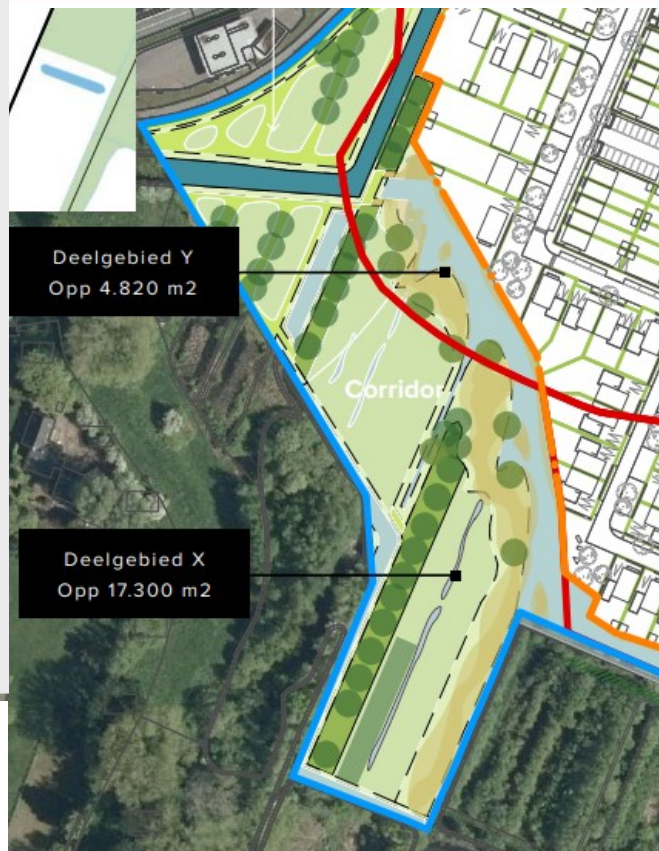 Deelgebied Y
Opp 4.820 m2
Corridor
Deelgebied X
Opp 17.300 m2